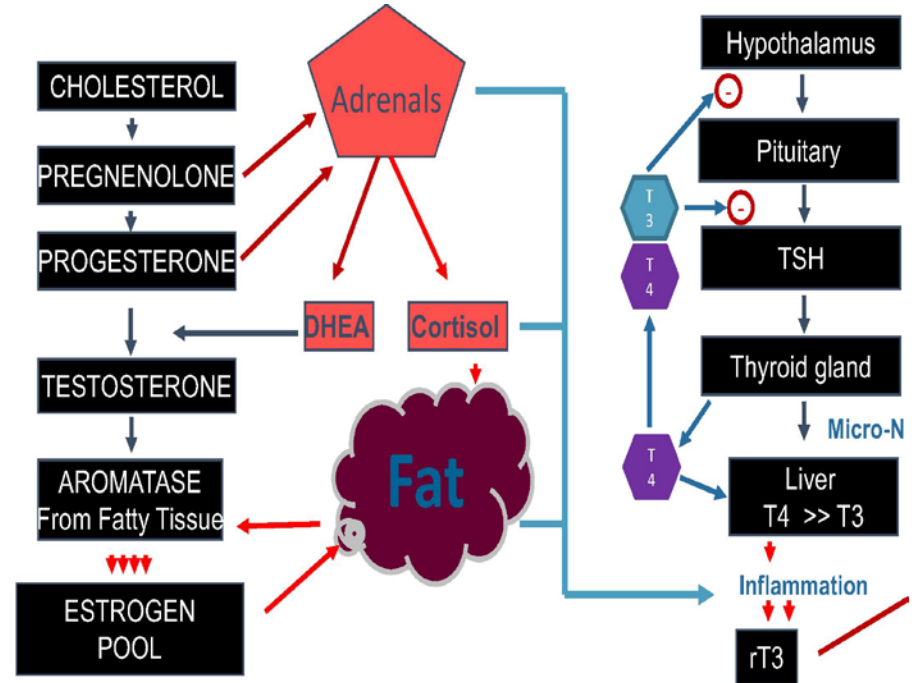 CHOLESTEROL
PREGNENOLONE
PROGESTERONE
TESTOSTERONE
AROMATASE
From Fatty Tissue
ESTROGEN
POOL
Adrenals
DHEA
Cortisol
Fat
Hypothalamus
-
Pituitary
T
3
-
T
4
TSH
Thyroid gland
Micro-N
T
4
Liver
T4 >> T3
Inflammation
rT3